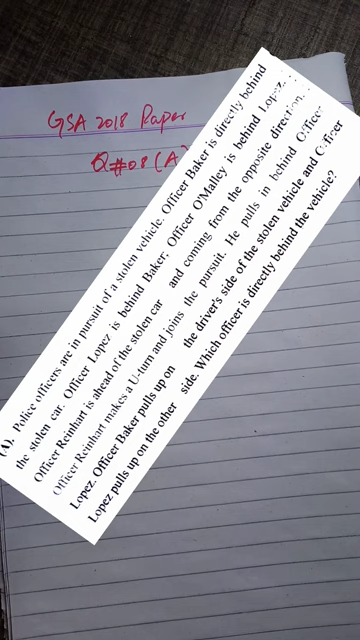 GSA 2018 Paper
Q#08 (A)
(A). Police officers are in pursuit of a stolen vehicle. Officer Baker is directly behind
the stolen car. Officer Lopez is behind Baker; Officer O'Malley is behind Lopez.
Officer Reinhart is ahead of the stolen car and coming from the opposite direction.
Officer Reinhart makes a U-turn and joins the pursuit. He pulls in behind Officer
Lopez. Officer Baker pulls up on the driver's side of the stolen vehicle and Officer
Lopez pulls up on the other side. Which officer is directly behind the vehicle?